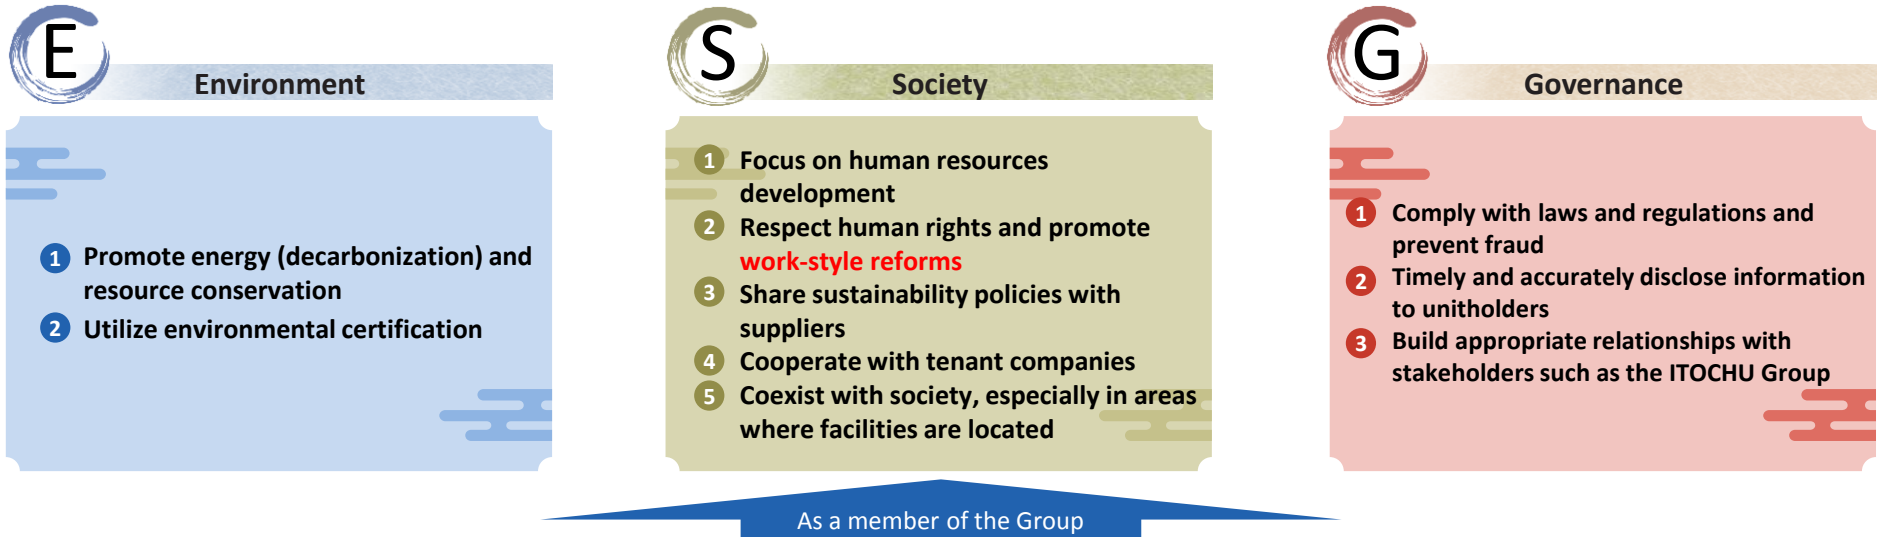 E
Environment
1 Promote energy (decarbonization) and
resource conservation
2 Utilize environmental certification
S
Society
1 Focus on human resources
development
2 Respect human rights and promote
work-style reforms
3 Share sustainability policies with
suppliers
4 Cooperate with tenant companies
5 Coexist with society, especially in areas
where facilities are located
G
Governance
1 Comply with laws and regulations and
prevent fraud
2 Timely and accurately disclose information
to unitholders
3 Build appropriate relationships with
stakeholders such as the ITOCHU Group
As a member of the Group